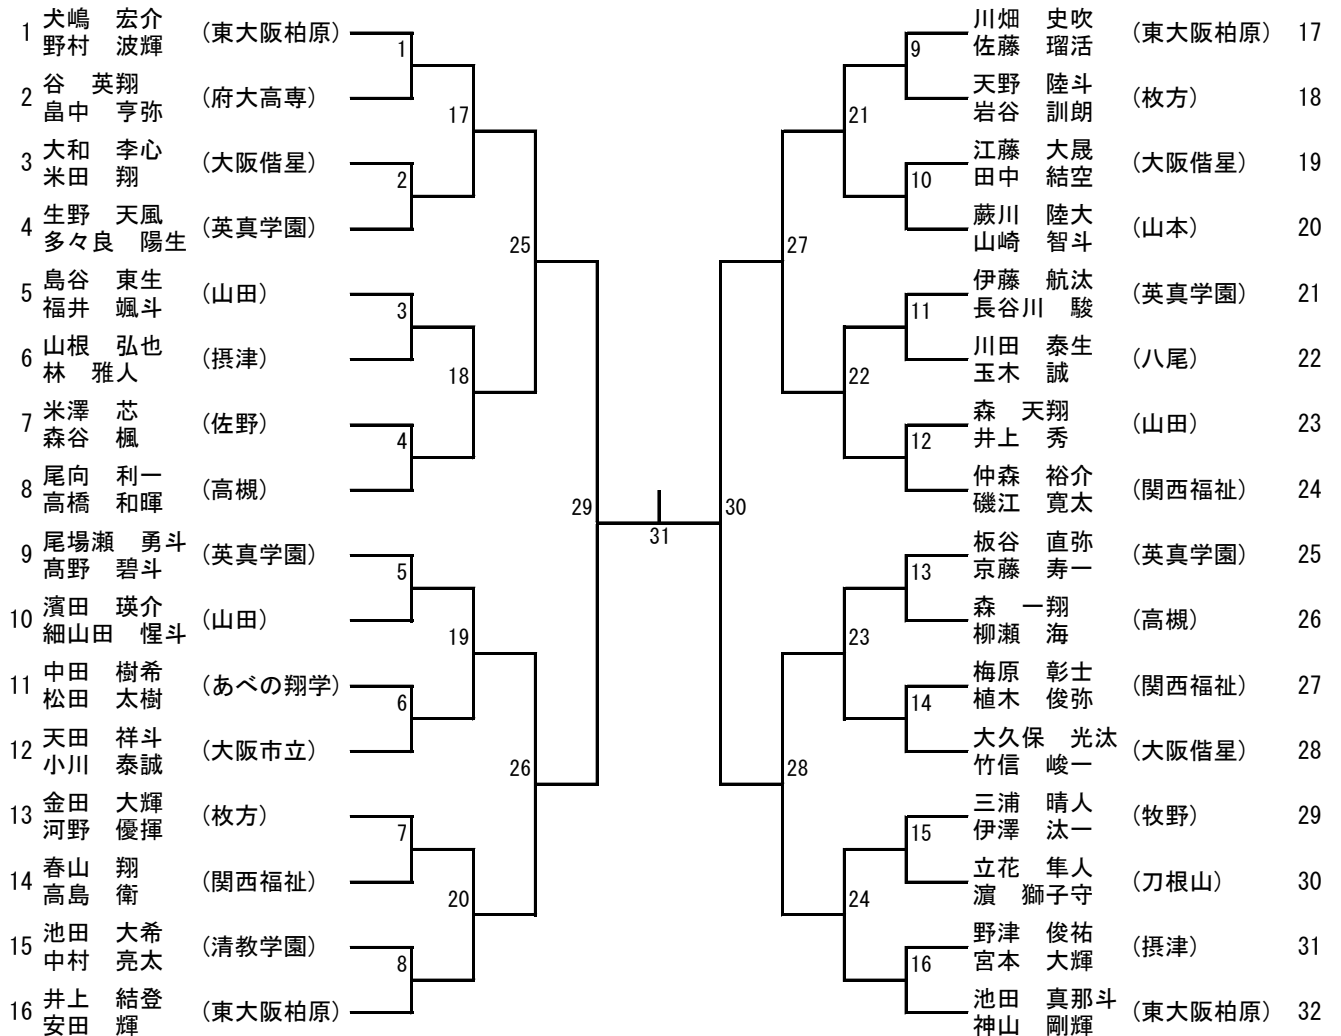 1 犬嶋　宏介 (東大阪柏原)
野村　波輝
2 谷　英翔 (府大高専)
畠中　亨弥
3 大和　李心 (大阪偕星)
米田　翔
4 生野　天風 (英真学園)
多々良　陽生
5 島谷　東生 (山田)
福井　颯斗
6 山根　弘也 (摂津)
林　雅人
7 米澤　芯 (佐野)
森谷　楓
8 尾向　利一 (高槻)
高橋　和暉
9 尾場瀬　勇斗 (英真学園)
髙野　碧斗
10 濱田　瑛介 (山田)
細山田　惺斗
11 中田　樹希 (あべの翔学)
松田　太樹
12 天田　祥斗 (大阪市立)
小川　泰誠
13 金田　大輝 (枚方)
河野　優揮
14 春山　翔 (関西福祉)
高島　衛
15 池田　大希 (清教学園)
中村　亮太
16 井上　結登 (東大阪柏原)
安田　輝
1
2
3
4
5
6
7
8
17
18
19
20
25
26
29
31
30
27
28
21
22
23
24
9
10
11
12
13
14
15
16
川畑　史吹 (東大阪柏原) 17
佐藤　瑠活
天野　陸斗 (枚方) 18
岩谷　訓朗
江藤　大晟 (大阪偕星) 19
田中　結空
蕨川　陸大 (山本) 20
山崎　智斗
伊藤　航汰 (英真学園) 21
長谷川　駿
川田　泰生 (八尾) 22
玉木　誠
森　天翔 (山田) 23
井上　秀
仲森　裕介 (関西福祉) 24
磯江　寛太
板谷　直弥 (英真学園) 25
京藤　寿一
森　一翔 (高槻) 26
柳瀬　海
梅原　彰士 (関西福祉) 27
植木　俊弥
大久保　光汰 (大阪偕星) 28
竹信　峻一
三浦　晴人 (牧野) 29
伊澤　汰一
立花　隼人 (刀根山) 30
濵　獅子守
野津　俊祐 (摂津) 31
宮本　大輝
池田　真那斗 (東大阪柏原) 32
神山　剛輝